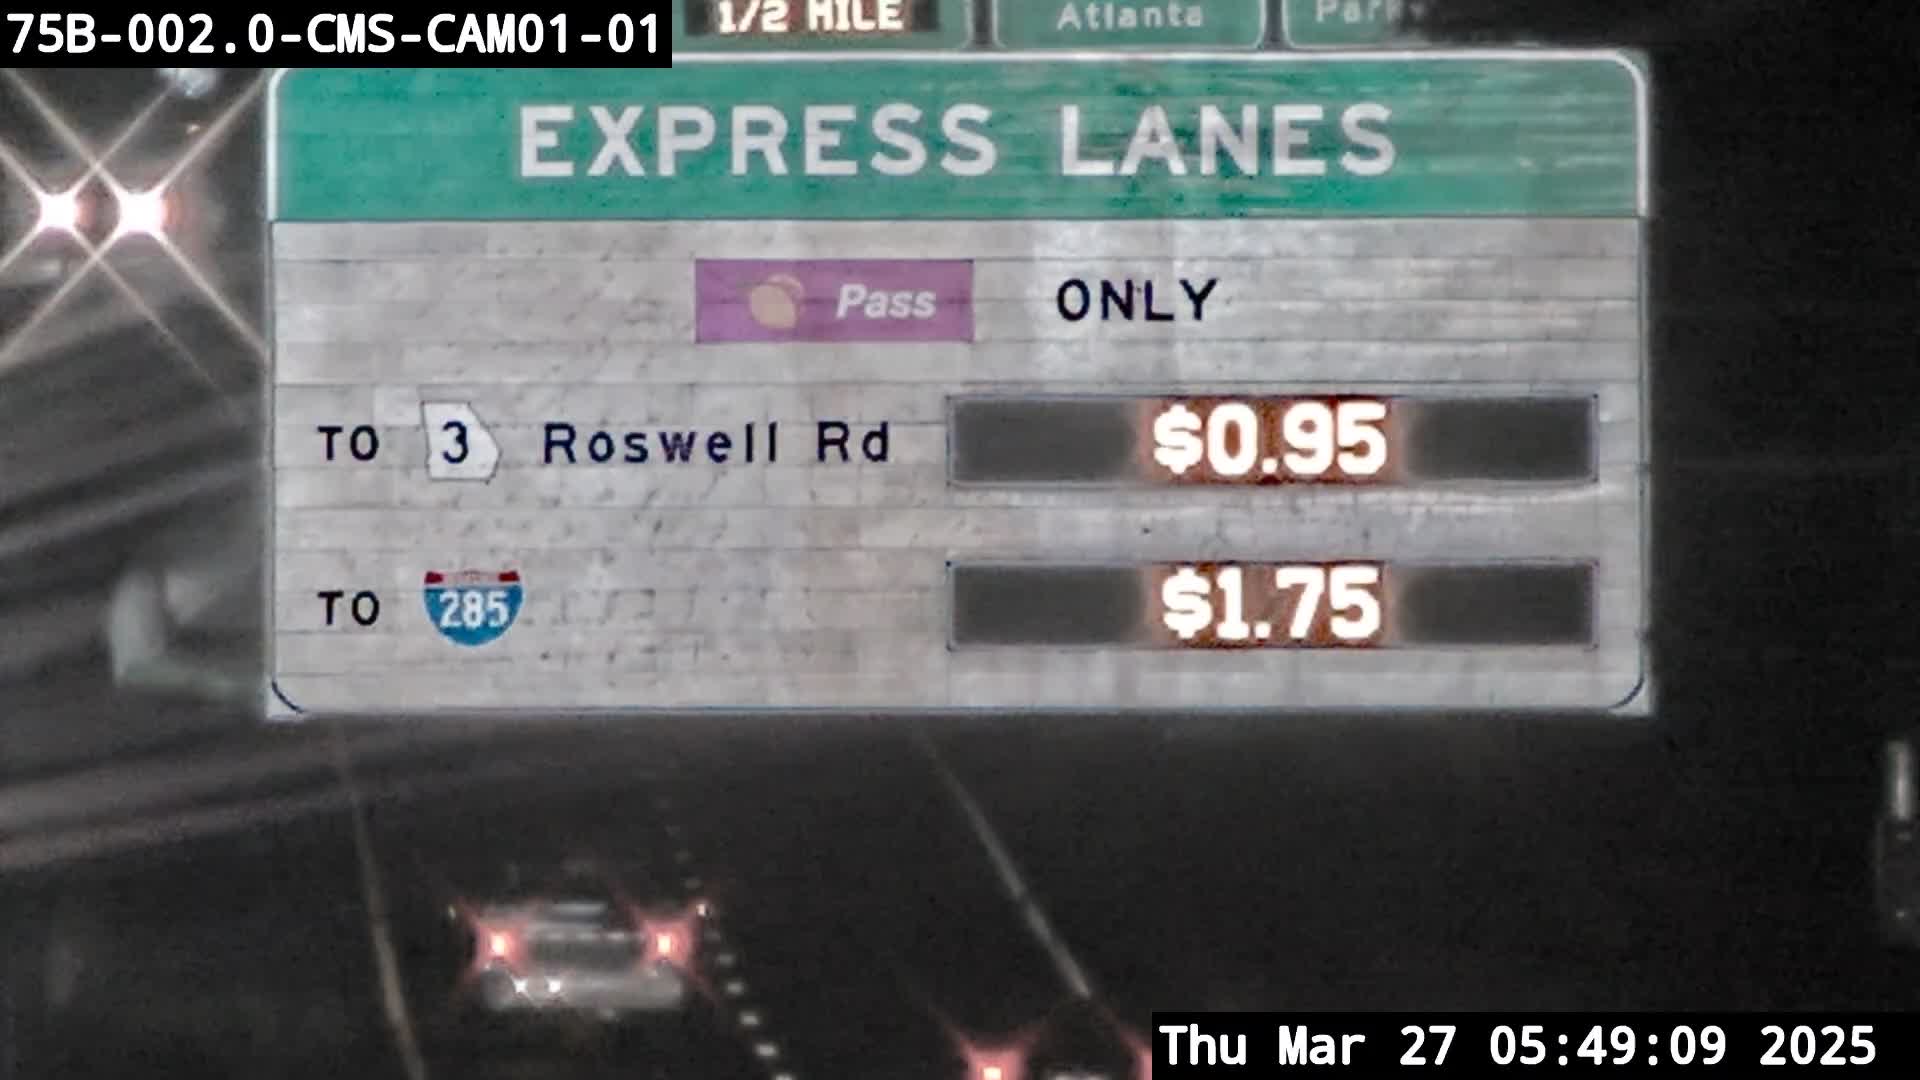 75B-002.0-CMS-CAM01-01
1/2 MILE
Atlanta
EXPRESS LANES
Pass ONLY
TO 3 Roswell Rd $0.95
TO 285 $1.75
Thu Mar 27 05:49:09 2025